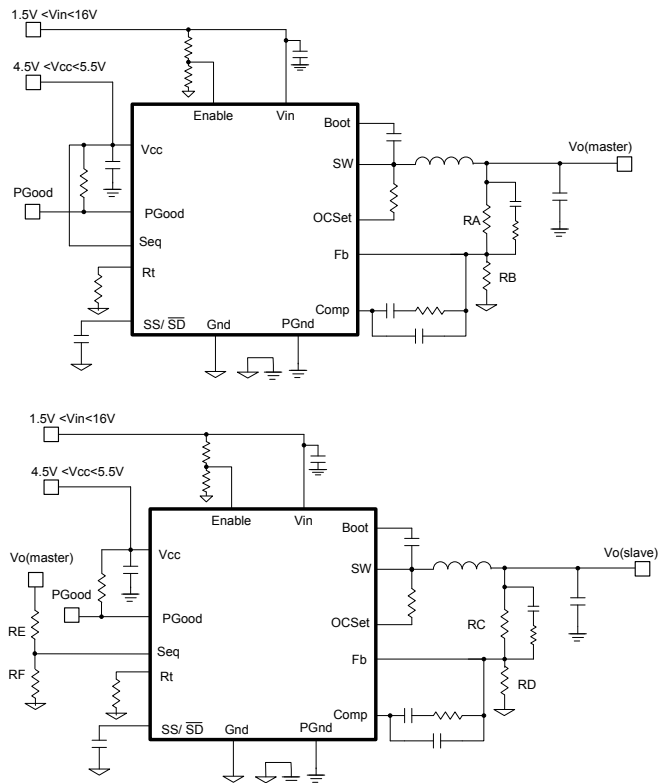 1.5V <Vin<16V
4.5V <Vcc<5.5V
Enable
Vin
Boot
Vcc
SW
Vo(master)
PGood
PGood
OCSet
RA
Seq
Fb
Rt
RB
Comp
SS/ SD
Gnd
PGnd
1.5V <Vin<16V
4.5V <Vcc<5.5V
Enable
Vin
Boot
Vo(master)
Vcc
SW
Vo(slave)
PGood
PGood
OCSet
RC
RE
Seq
Fb
RF
Rt
RD
Comp
SS/ SD
Gnd
PGnd